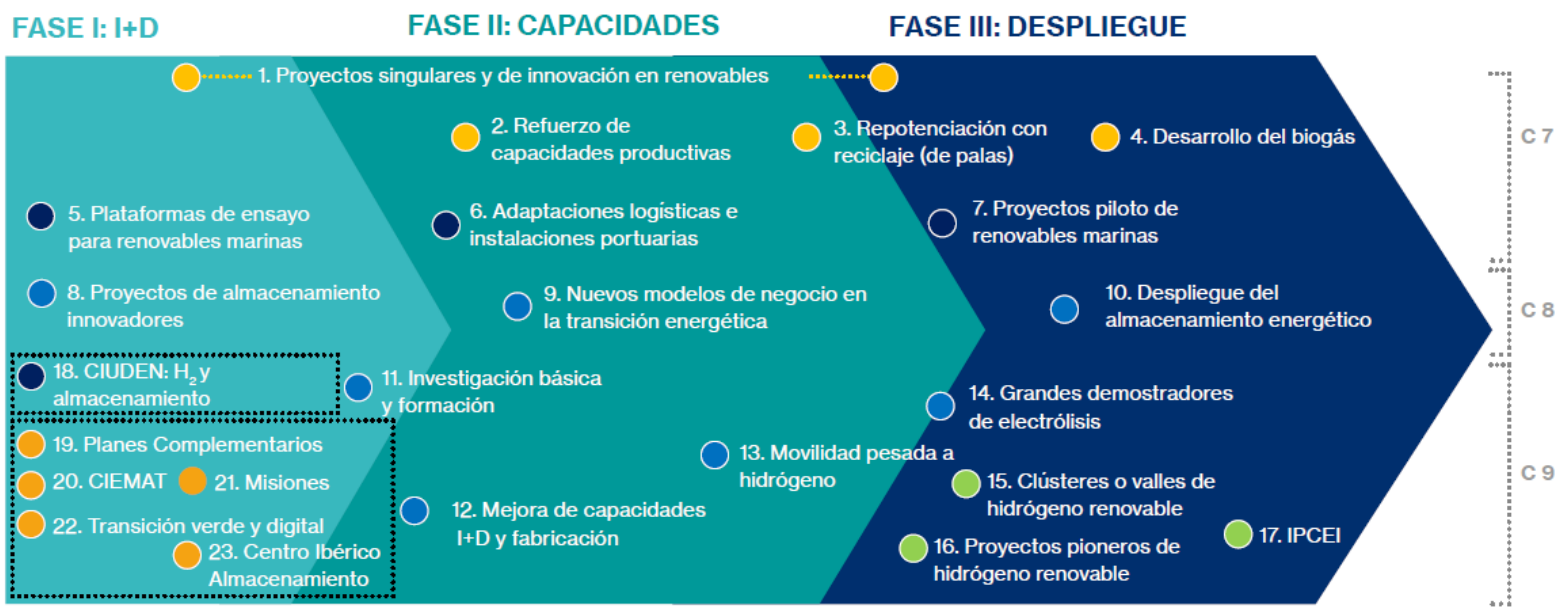 FASE I: I+D
FASE II: CAPACIDADES
FASE III: DESPLIEGUE
1. Proyectos singulares y de innovación en renovables
2. Refuerzo de
capacidades productivas
3. Repotenciación con
reciclaje (de palas)
4. Desarrollo del biogás
C 7
5. Plataformas de ensayo
para renovables marinas
6. Adaptaciones logísticas e
instalaciones portuarias
7. Proyectos piloto de
renovables marinas
8. Proyectos de almacenamiento
innovadores
9. Nuevos modelos de negocio en
la transición energética
10. Despliegue del
almacenamiento energético
C 8
18. CIUDEN: H₂ y
almacenamiento
11. Investigación básica
y formación
14. Grandes demostradores
de electrólisis
19. Planes Complementarios
13. Movilidad pesada a
hidrógeno
20. CIEMAT
21. Misiones
15. Clústeres o valles de
hidrógeno renovable
C 9
22. Transición verde y digital
12. Mejora de capacidades
I+D y fabricación
17. IPCEI
23. Centro Ibérico
Almacenamiento
16. Proyectos pioneros de
hidrógeno renovable